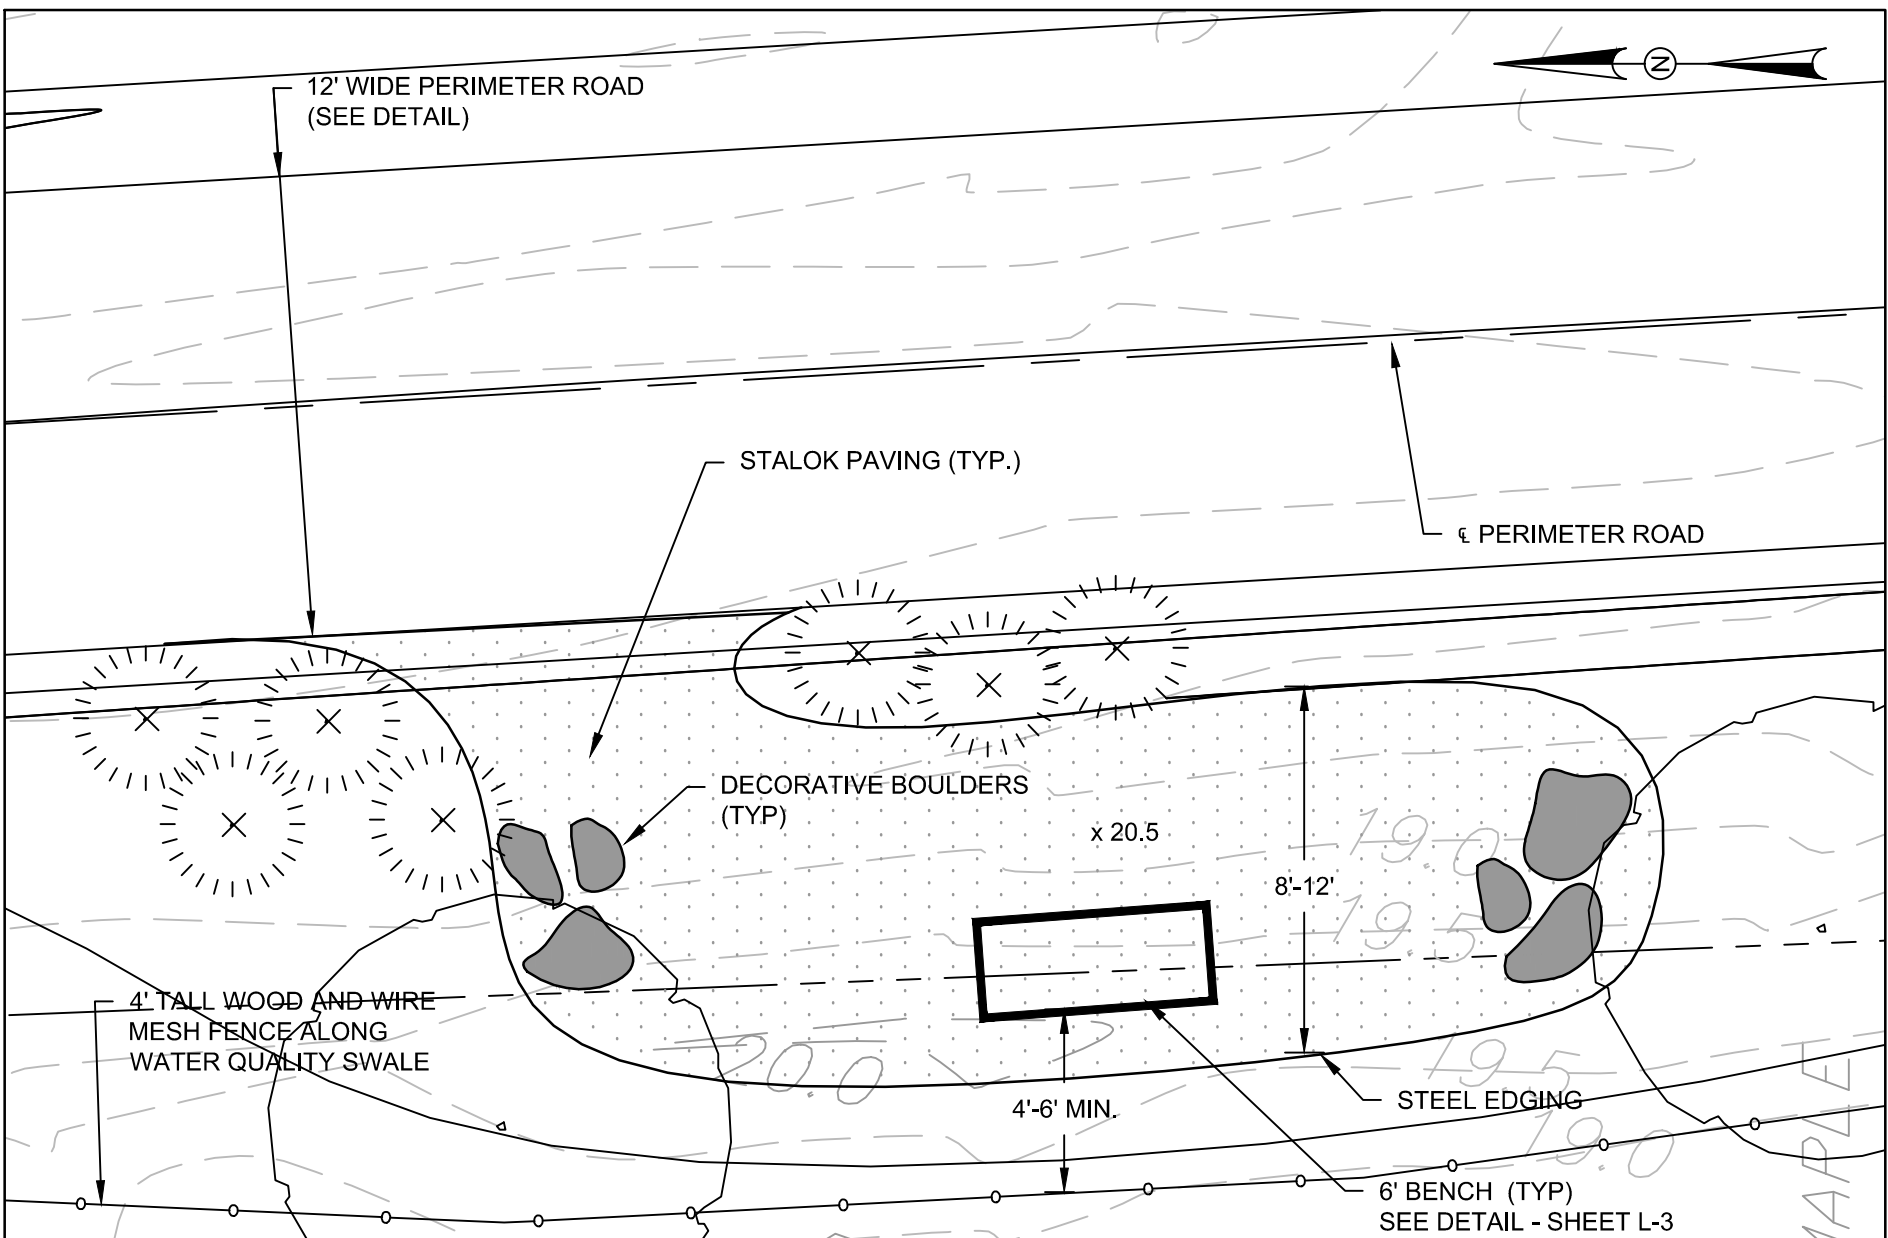 12' WIDE PERIMETER ROAD
(SEE DETAIL)
N
STALOK PAVING (TYP.)
℄ PERIMETER ROAD
DECORATIVE BOULDERS
(TYP)
x 20.5
19.0
8'-12'
19.5
4' TALL WOOD AND WIRE
MESH FENCE ALONG
WATER QUALITY SWALE
20.0
19.5
4'-6' MIN.
STEEL EDGING
19.0
6' BENCH (TYP)
SEE DETAIL - SHEET L-3